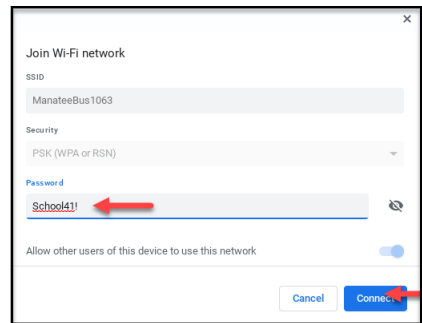 Join Wi-Fi network
SSID
ManateeBus1063
Security
PSK (WPA or RSN)
Password
School41!
Allow other users of this device to use this network
Cancel Connect